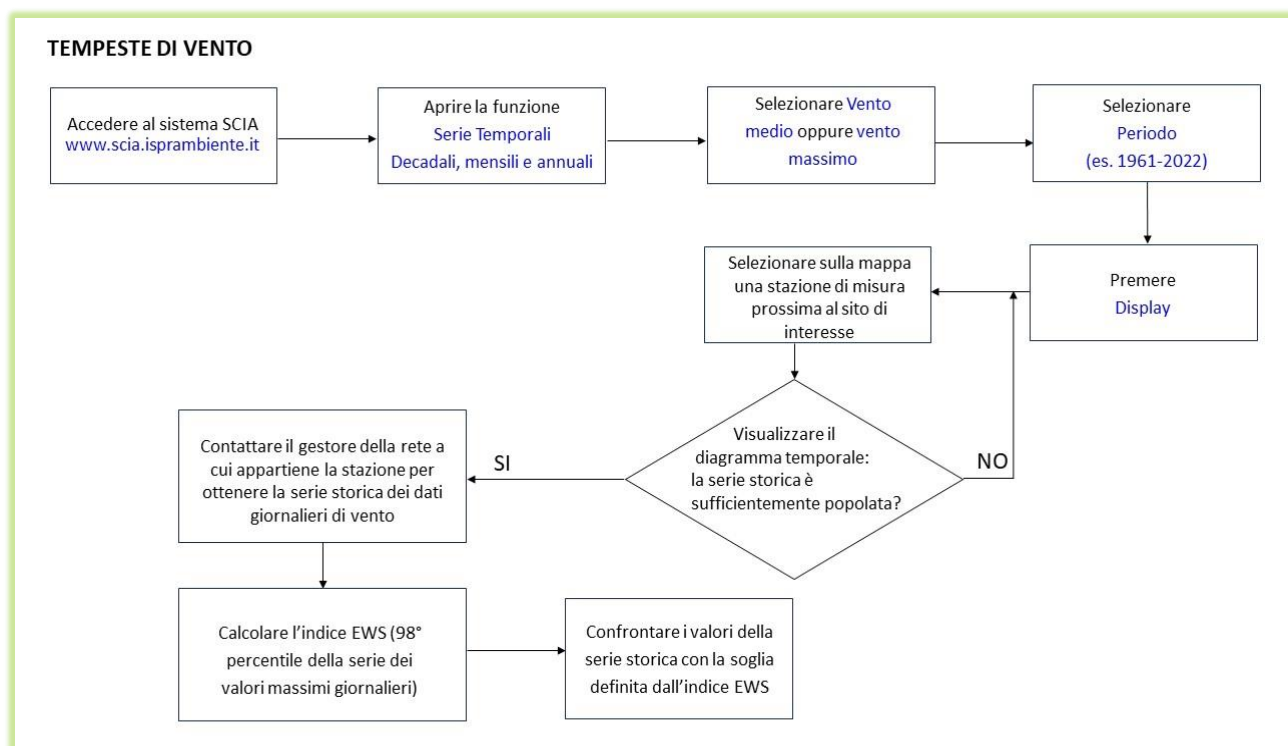 TEMPESTE DI VENTO
Accedere al sistema SCIA
www.scia.isprambiente.it
Aprire la funzione
Serie Temporali
Decadali, mensili e annuali
Selezionare Vento
medio oppure vento
massimo
Selezionare
Periodo
(es. 1961-2022)
Premere
Display
Selezionare sulla mappa
una stazione di misura
prossima al sito di
interesse
Visualizzare il
diagramma temporale:
la serie storica è
sufficientemente popolata?
NO
SI
Contattare il gestore della rete a
cui appartiene la stazione per
ottenere la serie storica dei dati
giornalieri di vento
Calcolare l’indice EWS (98°
percentile della serie dei
valori massimi giornalieri)
Confrontare i valori della
serie storica con la soglia
definita dall’indice EWS